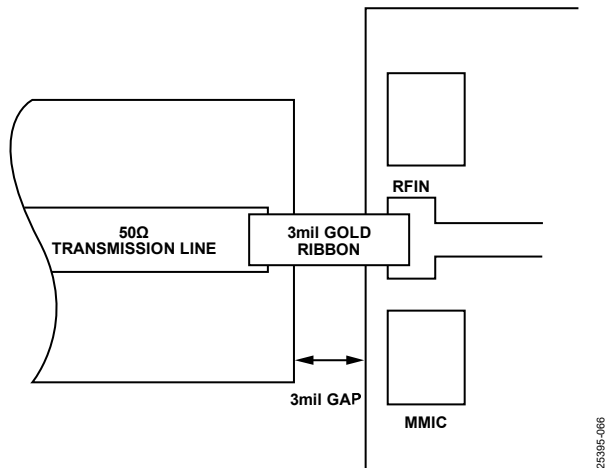 RFIN
50Ω
TRANSMISSION LINE
3mil GOLD
RIBBON
3mil GAP
MMIC
25395-066